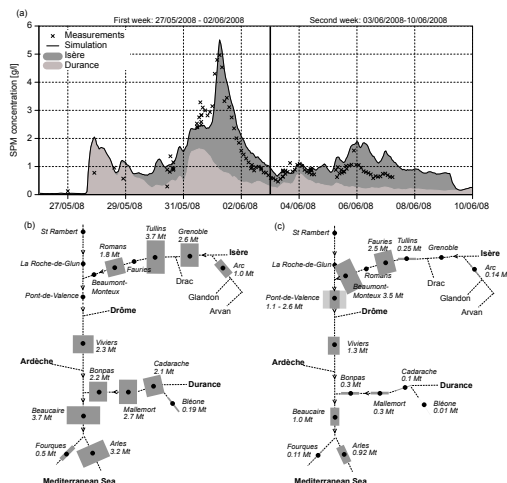 (a)
First week: 27/05/2008 - 02/06/2008
Second week: 03/06/2008-10/06/2008
SPM concentration [g/l]
6
5
4
3
2
1
0
Measurements
Simulation
Isère
Durance
27/05/08
29/05/08
31/05/08
02/06/08
04/06/08
06/06/08
08/06/08
10/06/08
(b)
St Rambert
La Roche-de-Glun
Pont-de-Valence
Romans
1.8 Mt
Fauries
Beaumont-
Monteux
Tullins
3.7 Mt
Grenoble
2.6 Mt
Isère
Arc
1.0 Mt
Drac
Glandon
Arvan
Drôme
Viviers
2.3 Mt
Ardèche
Bonpas
2.2 Mt
Cadarache
2.1 Mt
Durance
Mallemort
2.7 Mt
Bléone
0.19 Mt
Beaucaire
3.7 Mt
Fourques
0.5 Mt
Arles
3.2 Mt
Mediterranean Sea
(c)
St Rambert
La Roche-de-Glun
Pont-de-Valence
1.1 - 2.6 Mt
Fauries
2.5 Mt
Tullins
0.25 Mt
Grenoble
Isère
Arc
0.14 Mt
Romans
Beaumont-
Monteux 3.5 Mt
Drac
Glandon
Arvan
Drôme
Viviers
1.3 Mt
Ardèche
Bonpas
0.3 Mt
Cadarache
0.1 Mt
Durance
Mallemort
0.3 Mt
Bléone
0.01 Mt
Beaucaire
1.0 Mt
Fourques
0.11 Mt
Arles
0.92 Mt
Mediterranean Sea